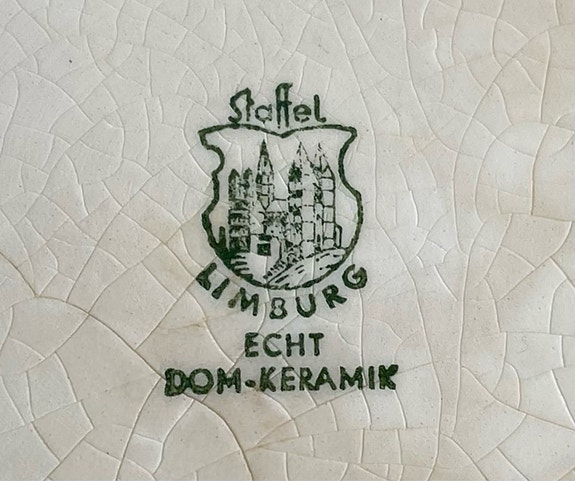 Staffel
LIMBURG
ECHT
DOM-KERAMIK